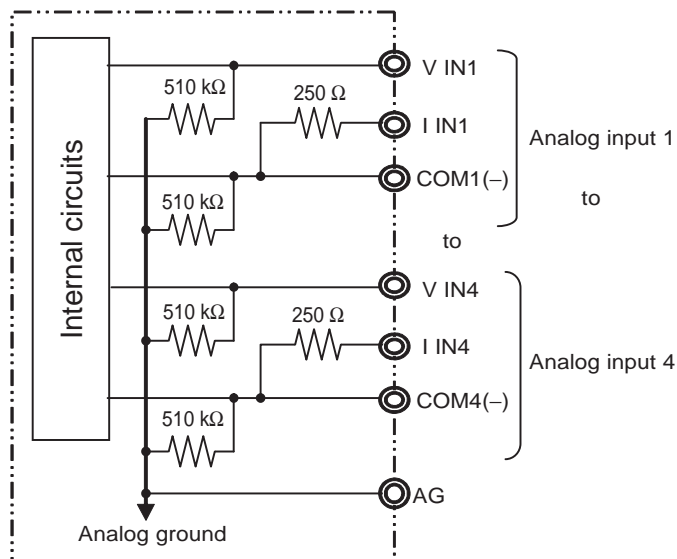 Internal circuits
510 kΩ
250 Ω
V IN1
I IN1
COM1(−)
510 kΩ
Analog input 1
to
to
510 kΩ
250 Ω
V IN4
I IN4
COM4(−)
510 kΩ
Analog input 4
AG
Analog ground